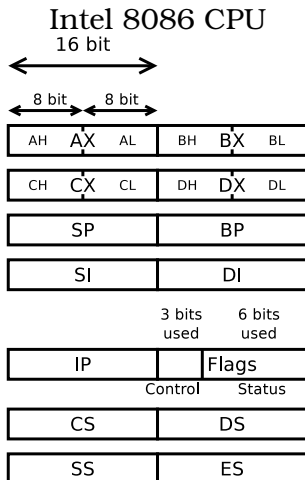 Intel 8086 CPU
16 bit
8 bit 8 bit
AH AX AL BH BX BL
CH CX CL DH DX DL
SP BP
SI DI
3 bits 6 bits
used used
IP Flags
Control Status
CS DS
SS ES